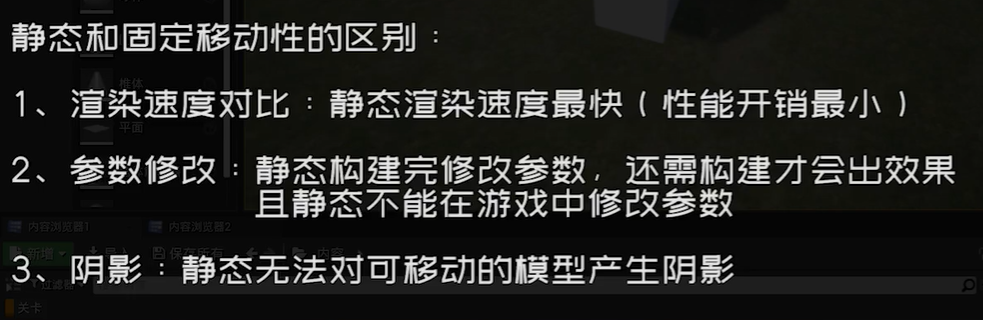 静态和固定移动性的区别：
椎体
1、渲染速度对比：静态渲染速度最快（性能开销最小）
平面
2、参数修改：静态构建完修改参数，还需构建才会出效果
且静态不能在游戏中修改参数
内容浏览器1 内容浏览器2
新增 保存所有 内容
3、阴影：静态无法对可移动的模型产生阴影
过滤器
关卡